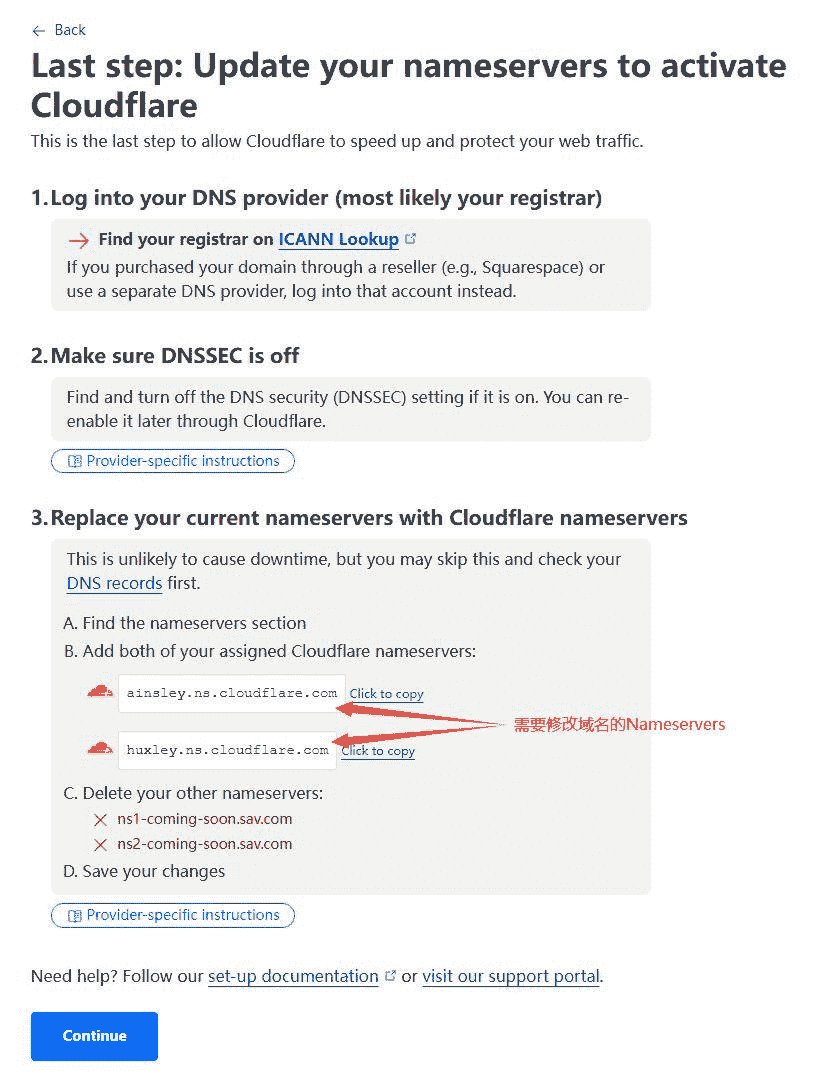 Back
Last step: Update your nameservers to activate
Cloudflare
This is the last step to allow Cloudflare to speed up and protect your web traffic.
1. Log into your DNS provider (most likely your registrar)
Find your registrar on ICANN Lookup
If you purchased your domain through a reseller (e.g., Squarespace) or
use a separate DNS provider, log into that account instead.
2. Make sure DNSSEC is off
Find and turn off the DNS security (DNSSEC) setting if it is on. You can re-
enable it later through Cloudflare.
Provider-specific instructions
3. Replace your current nameservers with Cloudflare nameservers
This is unlikely to cause downtime, but you may skip this and check your
DNS records first.
A. Find the nameservers section
B. Add both of your assigned Cloudflare nameservers:
ainsley.ns.cloudflare.com Click to copy
需要修改域名的Nameservers
huxley.ns.cloudflare.com Click to copy
C. Delete your other nameservers:
ns1-coming-soon.sav.com
ns2-coming-soon.sav.com
D. Save your changes
Provider-specific instructions
Need help? Follow our set-up documentation or visit our support portal.
Continue